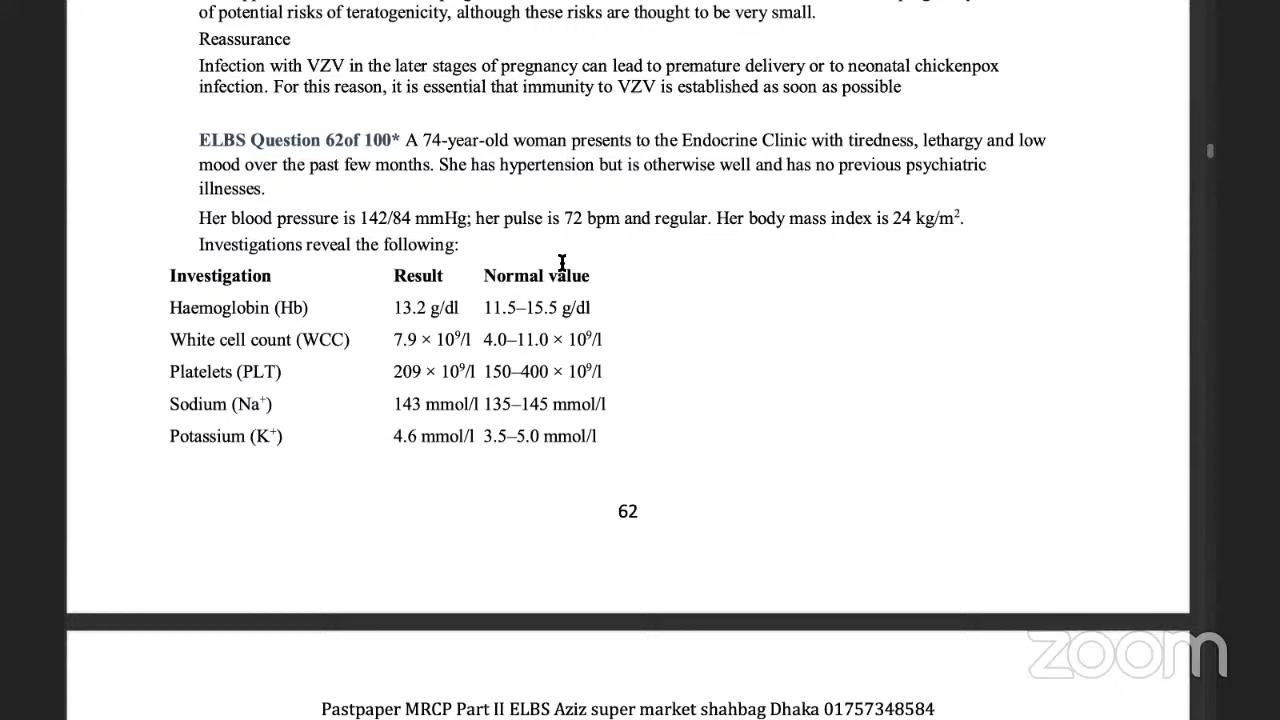 of potential risks of teratogenicity, although these risks are thought to be very small.
Reassurance
Infection with VZV in the later stages of pregnancy can lead to premature delivery or to neonatal chickenpox
infection. For this reason, it is essential that immunity to VZV is established as soon as possible
ELBS Question 62of 100* A 74-year-old woman presents to the Endocrine Clinic with tiredness, lethargy and low
mood over the past few months. She has hypertension but is otherwise well and has no previous psychiatric
illnesses.
Her blood pressure is 142/84 mmHg; her pulse is 72 bpm and regular. Her body mass index is 24 kg/m².
Investigations reveal the following:
Investigation Result Normal value
Haemoglobin (Hb) 13.2 g/dl 11.5–15.5 g/dl
White cell count (WCC) 7.9 × 10⁹/l 4.0–11.0 × 10⁹/l
Platelets (PLT) 209 × 10⁹/l 150–400 × 10⁹/l
Sodium (Na⁺) 143 mmol/l 135–145 mmol/l
Potassium (K⁺) 4.6 mmol/l 3.5–5.0 mmol/l
62
zoom
Pastpaper MRCP Part II ELBS Aziz super market shahbag Dhaka 01757348584